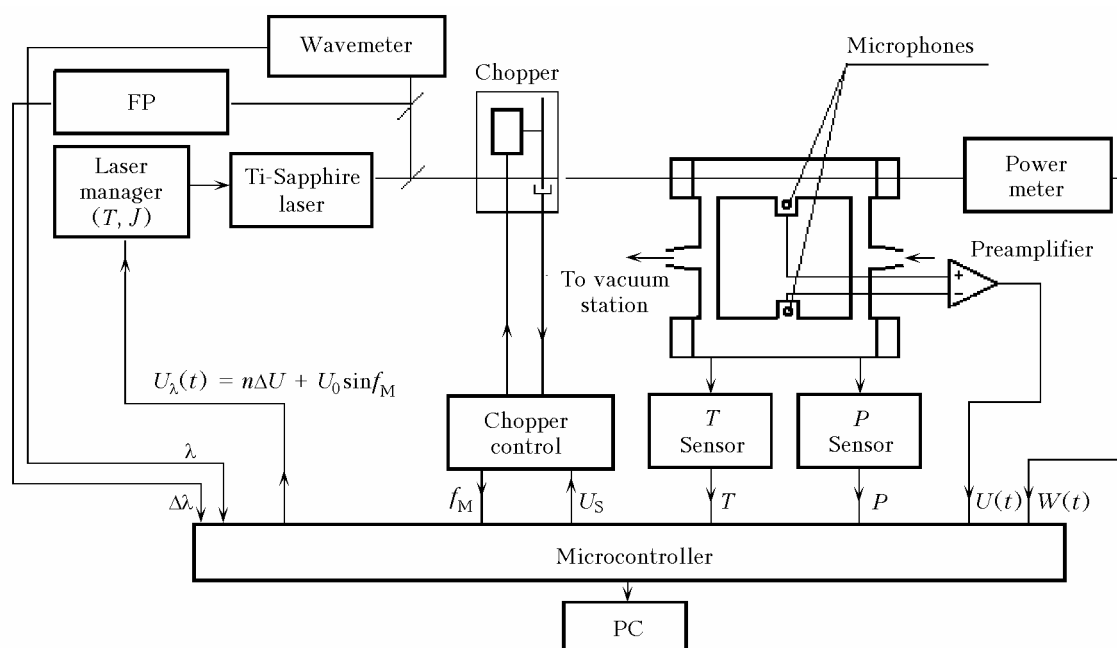 Wavemeter
Microphones
Chopper
FP
Laser
manager
(T, J)
Ti-Sapphire
laser
Power
meter
Preamplifier
To vacuum
station
+
−
U_λ(t) = nΔU + U_0 sin f_M
Chopper
control
T
Sensor
P
Sensor
λ
Δλ
f_M
U_S
T
P
U(t)
W(t)
Microcontroller
PC